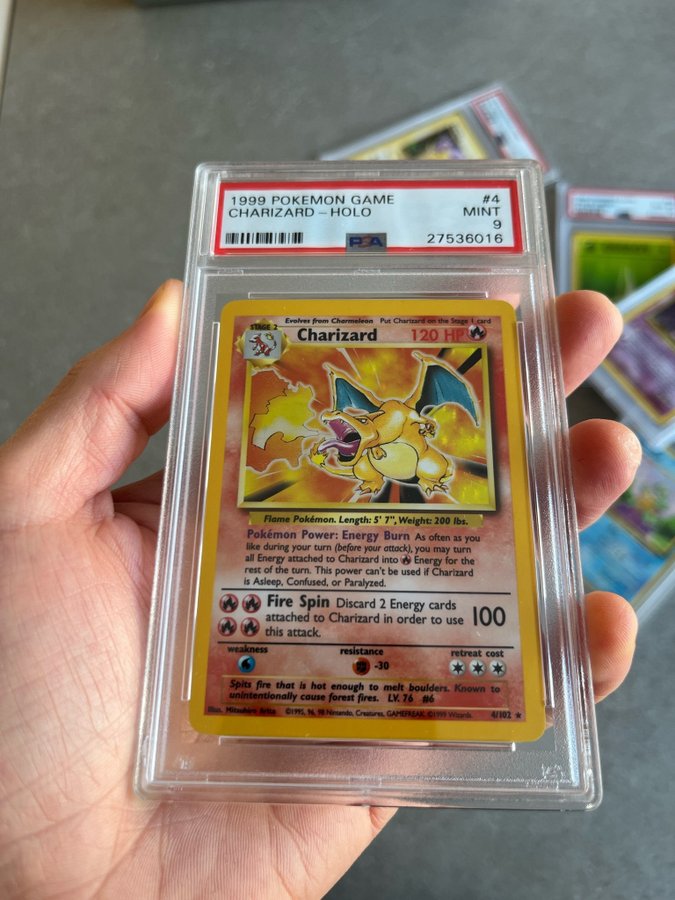 1999 POKEMON GAME #4
CHARIZARD - HOLO MINT
9
PSA 27536016
Evolves from Charmeleon Put Charizard on the Stage 1 card
STAGE 2
Charizard 120 HP
Flame Pokémon. Length: 5' 7", Weight: 200 lbs.
Pokémon Power: Energy Burn As often as you
like during your turn (before your attack), you may turn
all Energy attached to Charizard into Energy for the
rest of the turn. This power can't be used if Charizard
is Asleep, Confused, or Paralyzed.
Fire Spin Discard 2 Energy cards
attached to Charizard in order to use
this attack.
100
weakness resistance retreat cost
-30
Spits fire that is hot enough to melt boulders. Known to
unintentionally cause forest fires. LV. 76 #6
Illus. Mitsuhiro Arita ©1995, 96, 98 Nintendo, Creatures, GAMEFREAK. ©1999 Wizards. 4/102 ★